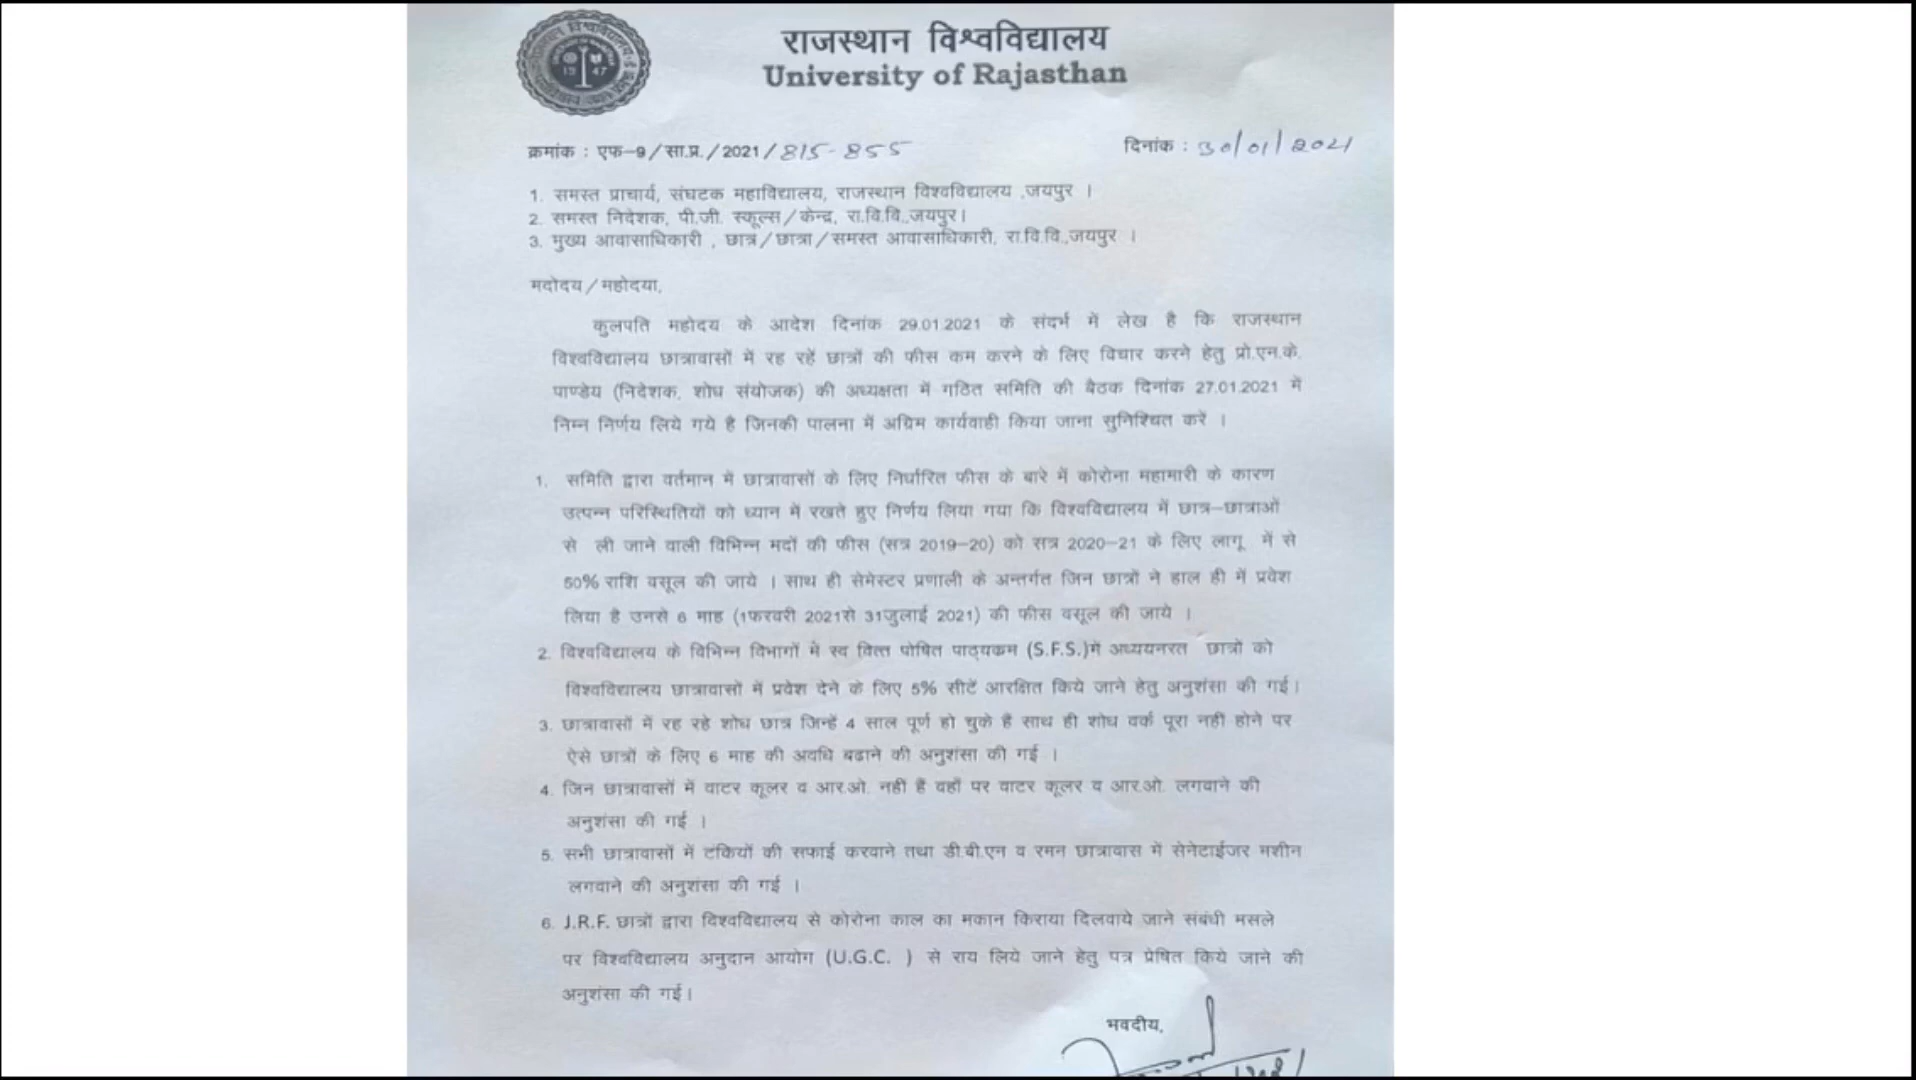 राजस्थान विश्वविद्यालय
University of Rajasthan
क्रमांक : एफ-9/सा.प्र./2021/815-855
दिनांक : 30/01/2021
1. समस्त प्राचार्य, संघटक महाविद्यालय, राजस्थान विश्वविद्यालय ,जयपुर ।
2. समस्त निदेशक, पी.जी. स्कूल्स/केन्द्र, रा.वि.वि.,जयपुर।
3. मुख्य आवासाधिकारी , छात्र/छात्रा/समस्त आवासाधिकारी, रा.वि.वि.,जयपुर ।
मदोदय/महोदया,
कुलपति महोदय के आदेश दिनांक 29.01.2021 के संदर्भ में लेख है कि राजस्थान
विश्वविद्यालय छात्रावासों में रह रहें छात्रों की फीस कम करने के लिए विचार करने हेतु प्रो.एन.के.
पाण्डेय (निदेशक, शोध संयोजक) की अध्यक्षता में गठित समिति की बैठक दिनांक 27.01.2021 में
निम्न निर्णय लिये गये है जिनकी पालना में अग्रिम कार्यवाही किया जाना सुनिश्चित करें ।
1. समिति द्वारा वर्तमान में छात्रावासों के लिए निर्धारित फीस के बारे में कोरोना महामारी के कारण
उत्पन्न परिस्थितियों को ध्यान में रखते हुए निर्णय लिया गया कि विश्वविद्यालय में छात्र-छात्राओं
से ली जाने वाली विभिन्न मदों की फीस (सत्र 2019-20) को सत्र 2020-21 के लिए लागू में से
50% राशि वसूल की जाये । साथ ही सेमेस्टर प्रणाली के अन्तर्गत जिन छात्रों ने हाल ही में प्रवेश
लिया है उनसे 6 माह (1फरवरी 2021से 31जुलाई 2021) की फीस वसूल की जाये ।
2. विश्वविद्यालय के विभिन्न विभागों में स्व वित्त पोषित पाठ्यक्रम (S.F.S.)में अध्ययनरत छात्रों को
विश्वविद्यालय छात्रावासों में प्रवेश देने के लिए 5% सीटें आरक्षित किये जाने हेतु अनुशंसा की गई।
3. छात्रावासों में रह रहे शोध छात्र जिन्हें 4 साल पूर्ण हो चुके हैं साथ ही शोध वर्क पूरा नहीं होने पर
ऐसे छात्रों के लिए 6 माह की अवधि बढाने की अनुशंसा की गई ।
4. जिन छात्रावासों में वाटर कूलर व आर.ओ. नहीं हैं वहाँ पर वाटर कूलर व आर.ओ. लगवाने की
अनुशंसा की गई ।
5. सभी छात्रावासों में टंकियों की सफाई करवाने तथा डी.बी.एन व रमन छात्रावास में सेनेटाईजर मशीन
लगवाने की अनुशंसा की गई ।
6. J.R.F. छात्रों द्वारा विश्वविद्यालय से कोरोना काल का मकान किराया दिलवाये जाने संबंधी मसले
पर विश्वविद्यालय अनुदान आयोग (U.G.C. ) से राय लिये जाने हेतु पत्र प्रेषित किये जाने की
अनुशंसा की गई।
भवदीय,